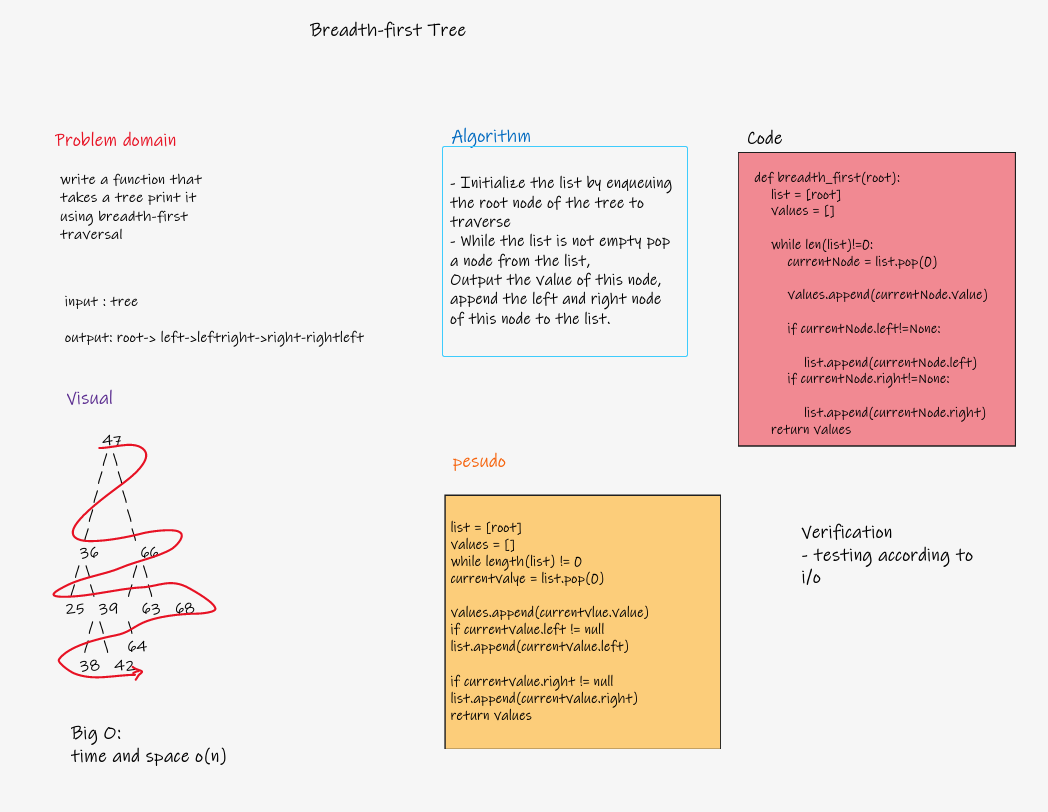 Breadth-first Tree
Problem domain
write a function that
takes a tree print it
using breadth-first
traversal
input : tree
output: root-> left->leftright->right-rightleft
Visual
47
36 66
25 39 63 68
64
38 42
Big O:
time and space o(n)
Algorithm
- Initialize the list by enqueuing
the root node of the tree to
traverse
- While the list is not empty pop
a node from the list,
Output the value of this node,
append the left and right node
of this node to the list.
pesudo
list = [root]
values = []
while length(list) != 0
currentvalye = list.pop(0)
values.append(currentvlue.value)
if currentvalue.left != null
list.append(currentvalue.left)
if currentvalue.right != null
list.append(currentvalue.right)
return values
Code
def breadth_first(root):
list = [root]
values = []
while len(list)!=0:
currentNode = list.pop(0)
values.append(currentNode.value)
if currentNode.left!=None:
list.append(currentNode.left)
if currentNode.right!=None:
list.append(currentNode.right)
return values
Verification
- testing according to
i/o